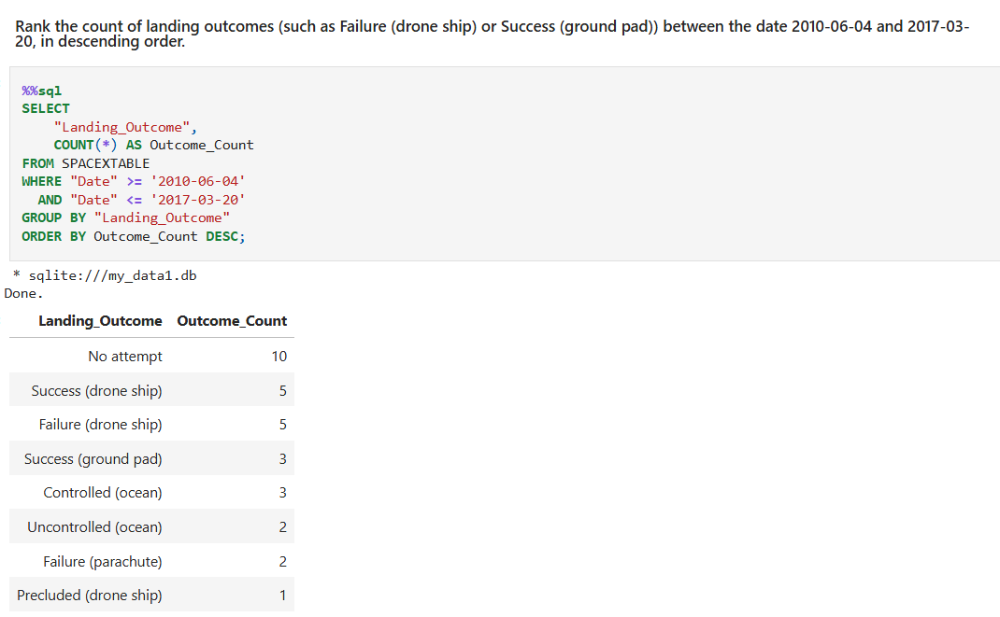 Rank the count of landing outcomes (such as Failure (drone ship) or Success (ground pad)) between the date 2010-06-04 and 2017-03-
20, in descending order.
%%sql
SELECT
    "Landing_Outcome",
    COUNT(*) AS Outcome_Count
FROM SPACEXTABLE
WHERE "Date" >= '2010-06-04'
  AND "Date" <= '2017-03-20'
GROUP BY "Landing_Outcome"
ORDER BY Outcome_Count DESC;
* sqlite:///my_data1.db
Done.
Landing_Outcome Outcome_Count
No attempt 10
Success (drone ship) 5
Failure (drone ship) 5
Success (ground pad) 3
Controlled (ocean) 3
Uncontrolled (ocean) 2
Failure (parachute) 2
Precluded (drone ship) 1